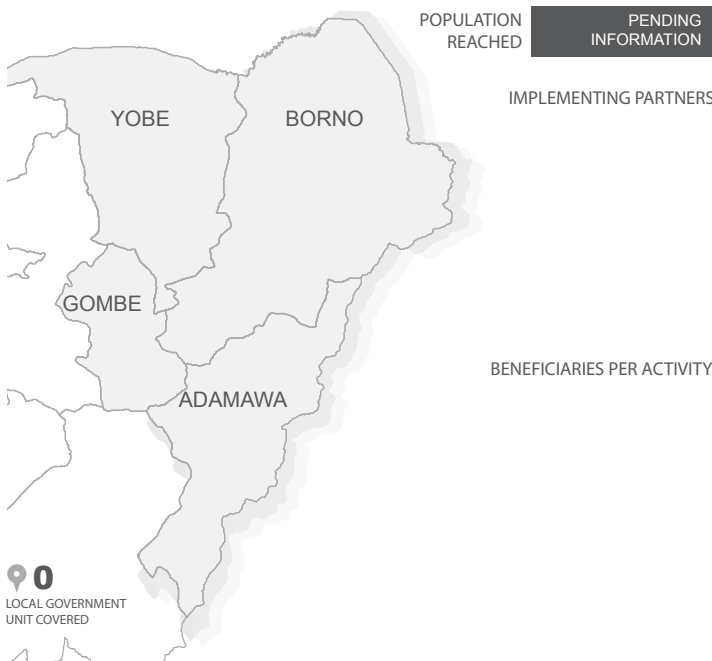 POPULATION
REACHED
PENDING
INFORMATION
IMPLEMENTING PARTNERS
YOBE
BORNO
GOMBE
BENEFICIARIES PER ACTIVITY
ADAMAWA
0
LOCAL GOVERNMENT
UNIT COVERED